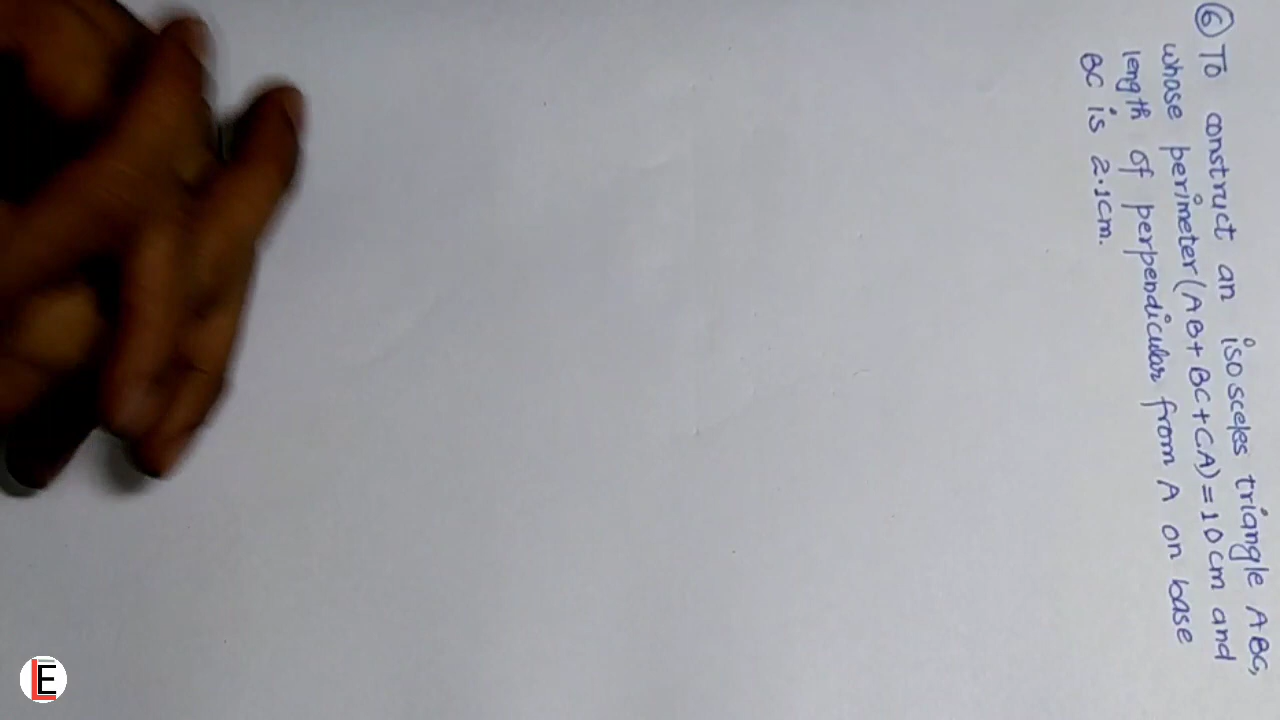 ⑥ To construct an isosceles triangle ABC,
whose perimeter (AB + BC + CA) = 10 cm and
length of perpendicular from A on base
BC is 2.1cm.
LE